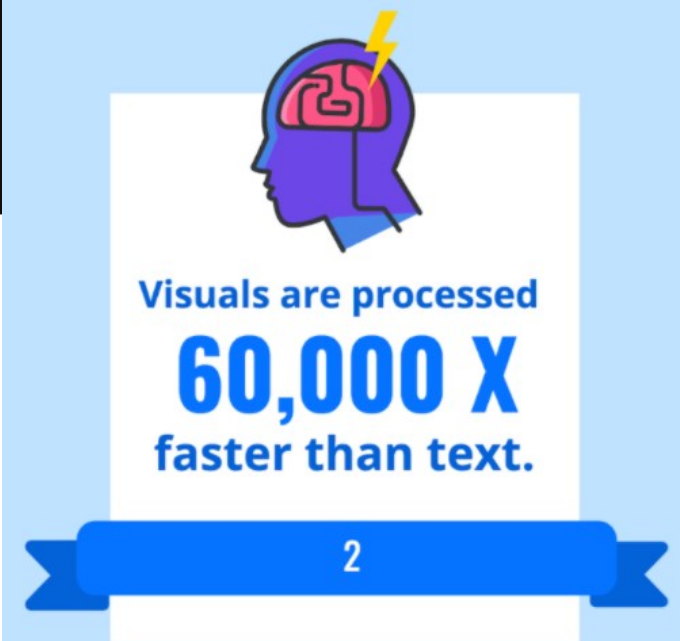 Visuals are processed
60,000 X
faster than text.
2